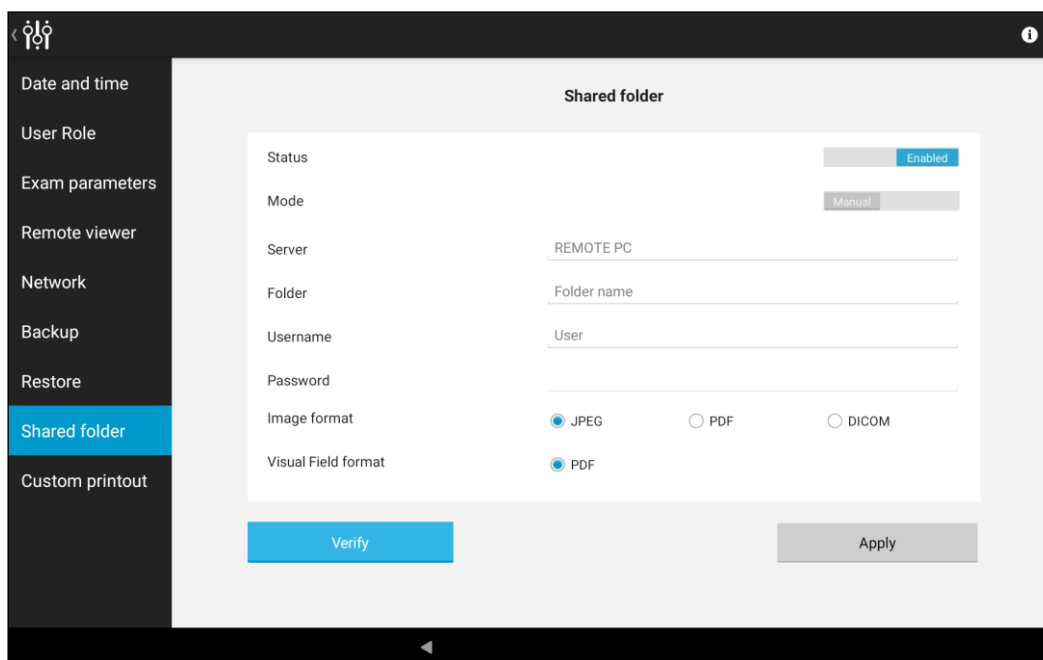 Date and time
User Role
Exam parameters
Remote viewer
Network
Backup
Restore
Shared folder
Custom printout
Shared folder
Status Enabled
Mode Manual
Server REMOTE PC
Folder Folder name
Username User
Password
Image format JPEG PDF DICOM
Visual Field format PDF
Verify Apply